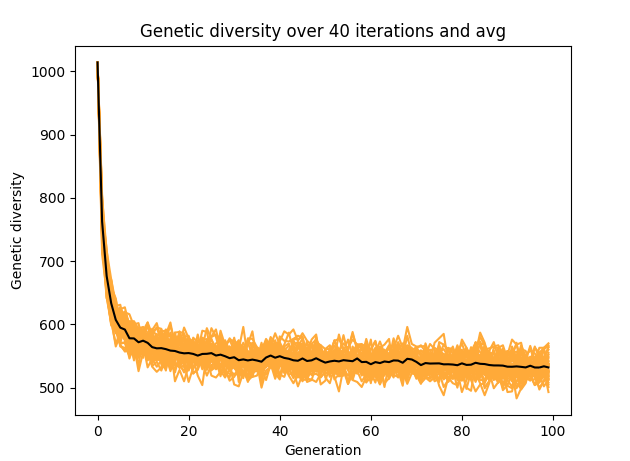 Genetic diversity over 40 iterations and avg
1000
900
800
700
600
500
Genetic diversity
0 20 40 60 80 100
Generation